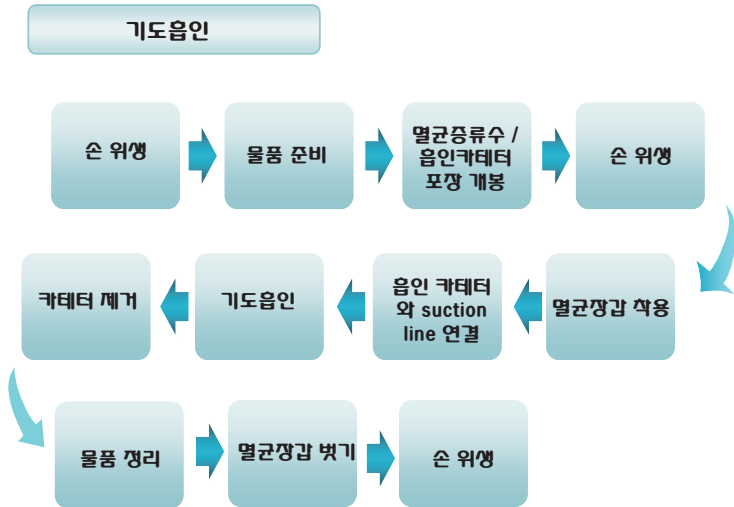 기도흡인
손 위생
물품 준비
멸균증류수 /
흡인카테터
포장 개봉
손 위생
멸균장갑 착용
흡인 카테터
와 suction
line 연결
기도흡인
카테터 제거
물품 정리
멸균장갑 벗기
손 위생